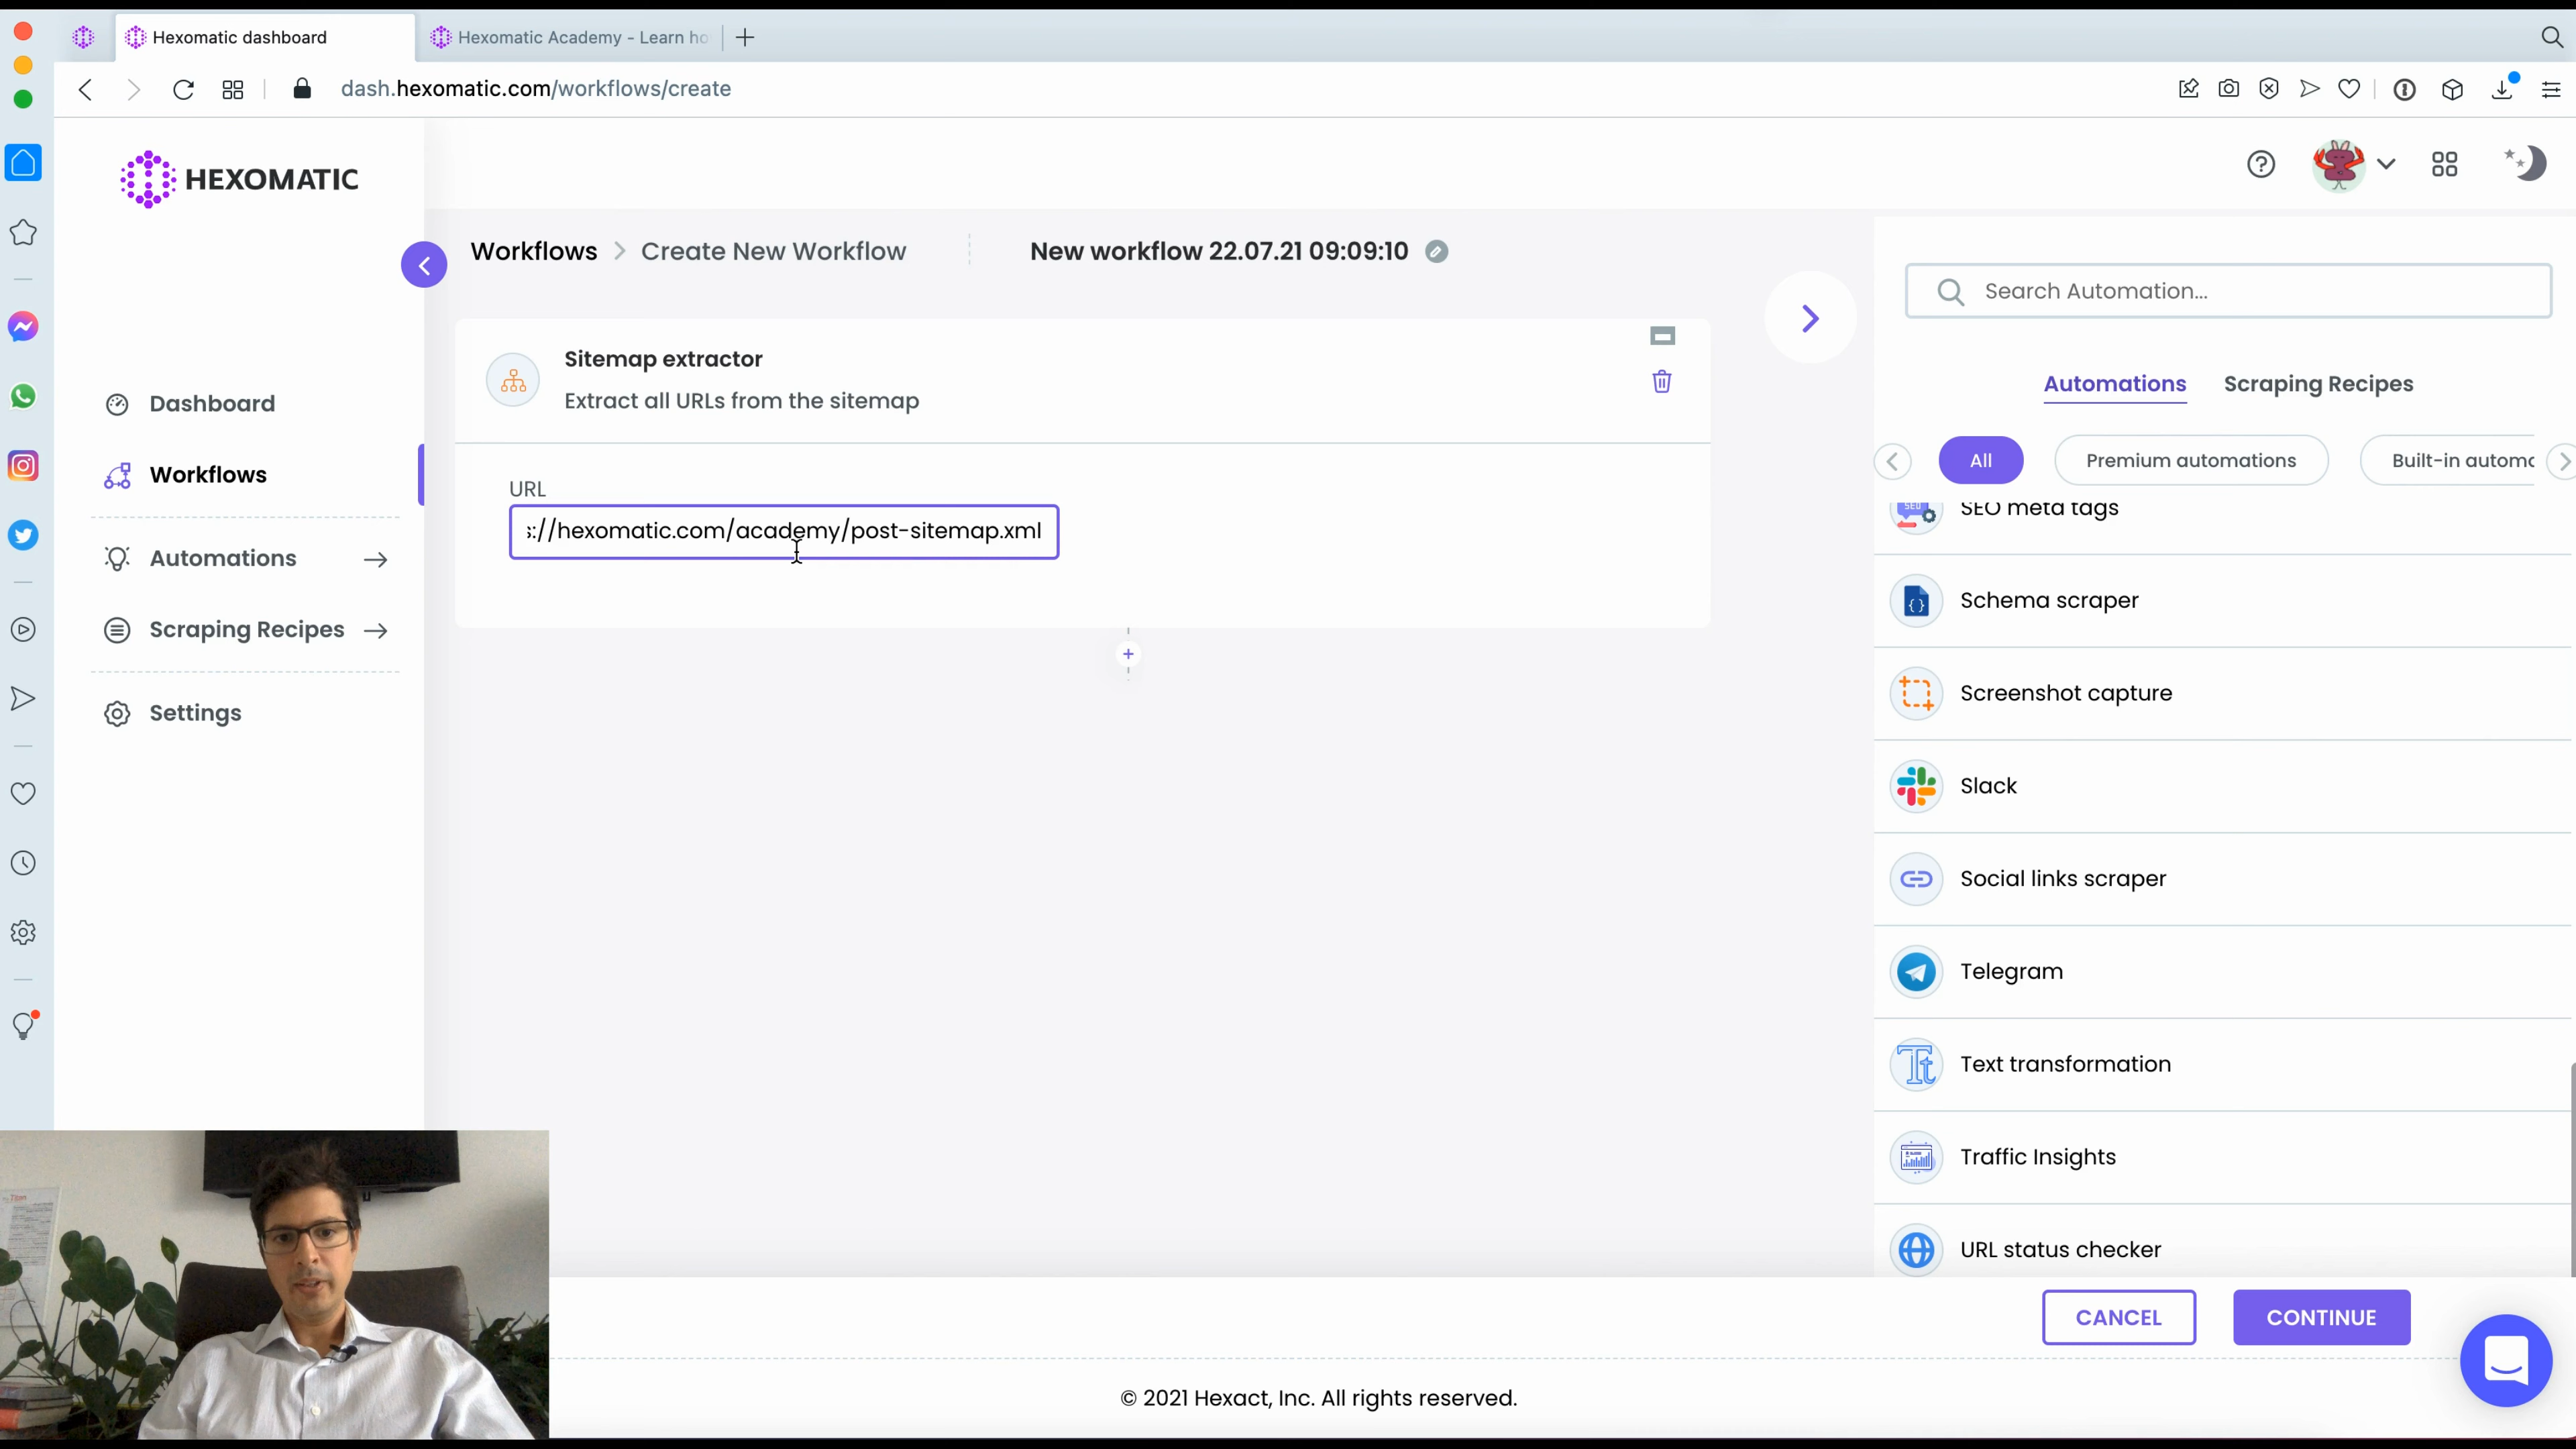 Hexomatic dashboard
Hexomatic Academy - Learn ho
dash.hexomatic.com/workflows/create
HEXOMATIC
Workflows > Create New Workflow
New workflow 22.07.21 09:09:10
Search Automation...
Sitemap extractor
Extract all URLs from the sitemap
Automations
Scraping Recipes
Dashboard
Workflows
All
Premium automations
Built-in automa
URL
s://hexomatic.com/academy/post-sitemap.xml
SEO
SEO meta tags
Automations
Schema scraper
Scraping Recipes
Screenshot capture
Settings
Slack
Social links scraper
Telegram
Text transformation
Traffic Insights
URL status checker
CANCEL
CONTINUE
© 2021 Hexact, Inc. All rights reserved.